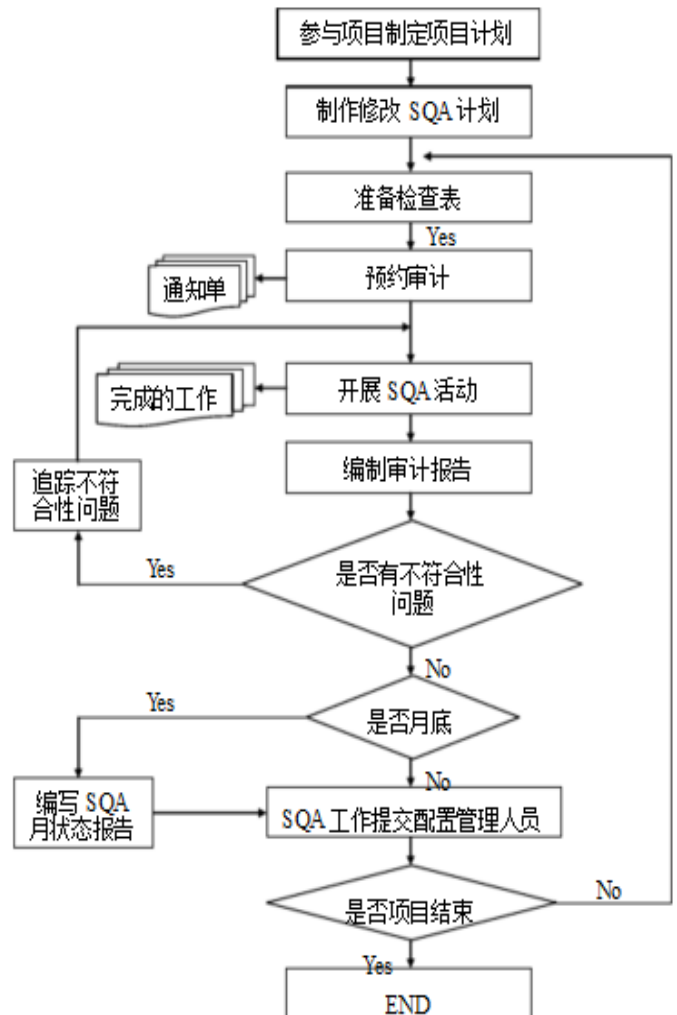 参与项目制定项目计划
制作修改 SQA 计划
准备检查表
Yes
预约审计
通知单
开展 SQA 活动
完成的工作
编制审计报告
追踪不符
合性问题
Yes
是否有不符合性
问题
No
Yes
是否月底
No
编写 SQA
月状态报告
SQA 工作提交配置管理人员
No
是否项目结束
Yes
END